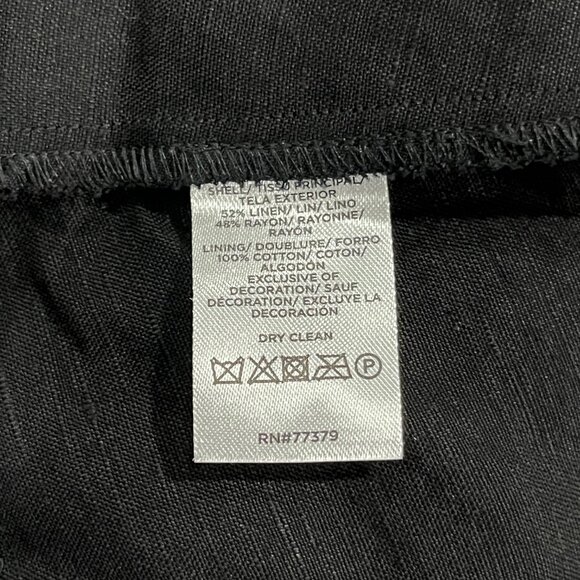 SHELL/ TISSU PRINCIPAL/
TELA EXTERIOR
52% LINEN/ LIN/ LINO
48% RAYON/ RAYONNE/
RAYÓN
LINING/ DOUBLURE/ FORRO
100% COTTON/ COTON/
ALGODÓN
EXCLUSIVE OF
DECORATION/ SAUF
DÉCORATION/ EXCLUYE LA
DECORACIÓN
DRY CLEAN
P
RN#77379